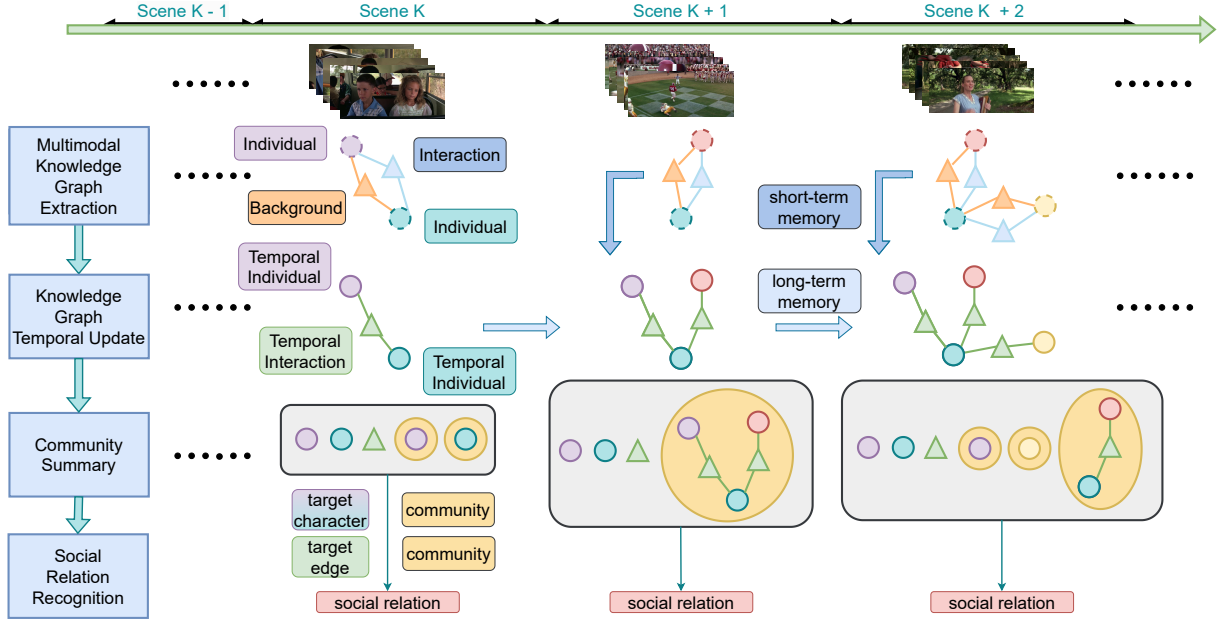 Scene K - 1
Scene K
Scene K + 1
Scene K + 2
Multimodal
Knowledge
Graph
Extraction
Individual
Interaction
Background
Individual
short-term
memory
Knowledge
Graph
Temporal Update
Temporal
Individual
Temporal
Interaction
Temporal
Individual
long-term
memory
Community
Summary
target
character
community
target
edge
community
Social
Relation
Recognition
social relation
social relation
social relation